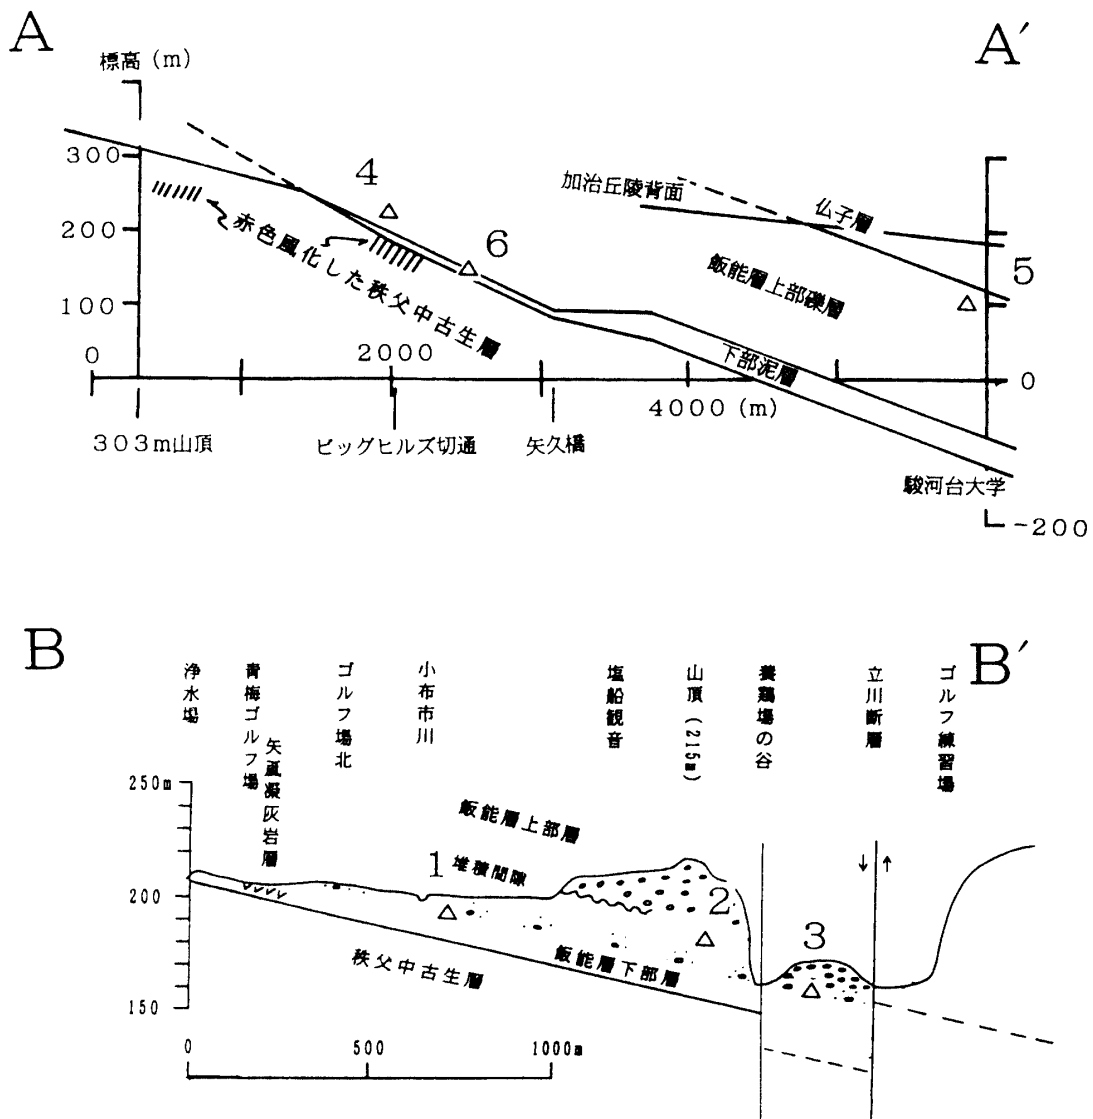 A
A′
標高(m)
300
200
100
0
4
6
加治丘陵背面
仏子層
飯能層上部礫層
5
赤色風化した秩父中古生層
下部泥層
2000
4000(m)
0
303m山頂
ビッグヒルズ切通
矢久橋
駿河台大学
-200
B
B′
浄水場
青梅ゴルフ場
矢颪凝灰岩層
ゴルフ場北
小布市川
塩船観音
山頂(215m)
養鶏場の谷
立川断層
ゴルフ練習場
250m
200
150
飯能層上部層
1
堆積間隙
2
3
飯能層下部層
秩父中古生層
↓
↑
0
500
1000m